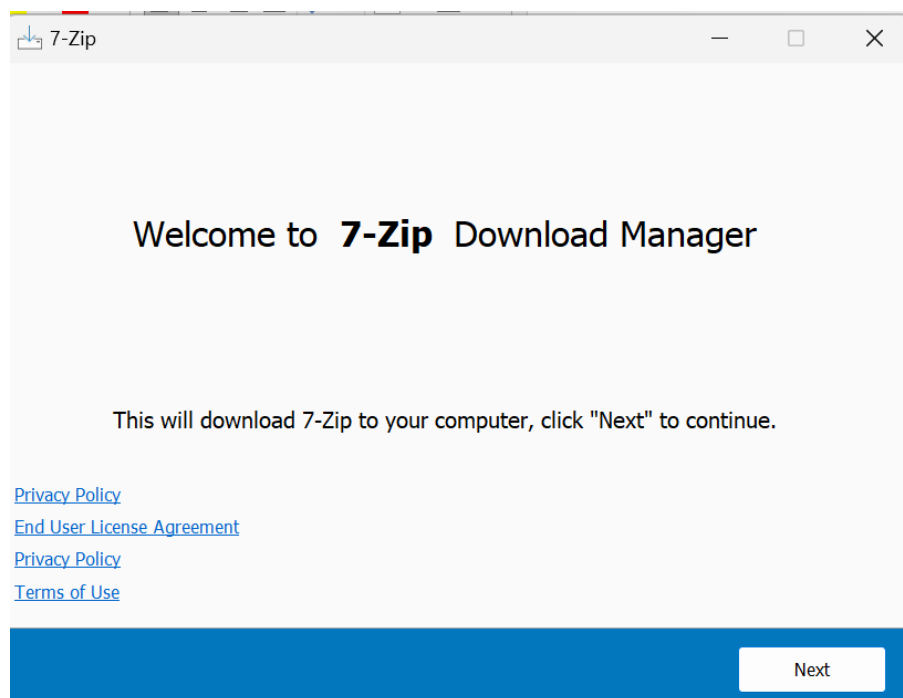 7-Zip
Welcome to 7-Zip Download Manager
This will download 7-Zip to your computer, click "Next" to continue.
Privacy Policy
End User License Agreement
Privacy Policy
Terms of Use
Next